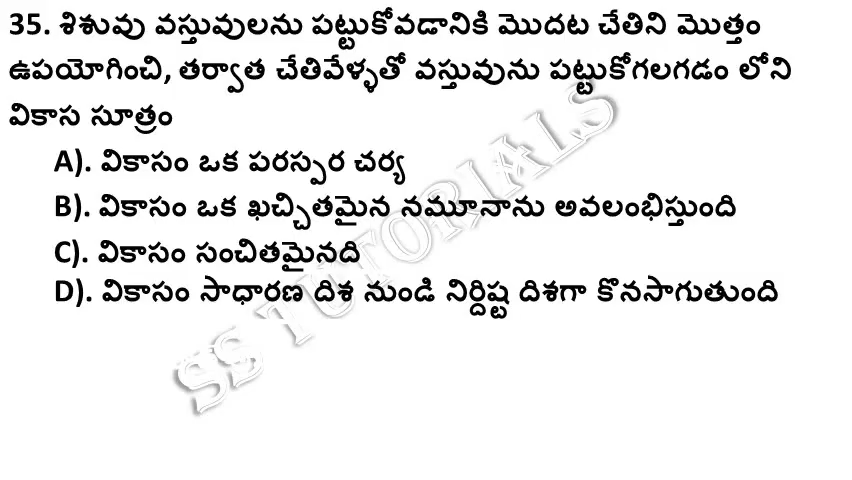 35. శిశువు వస్తువులను పట్టుకోవడానికి మొదట చేతిని మొత్తం
ఉపయోగించి, తర్వాత చేతివేళ్ళతో వస్తువును పట్టుకోగలగడం లోని
వికాస సూత్రం
A). వికాసం ఒక పరస్పర చర్య
B). వికాసం ఒక ఖచ్చితమైన నమూనాను అవలంభిస్తుంది
C). వికాసం సంచితమైనది
D). వికాసం సాధారణ దిశ నుండి నిర్దిష్ట దిశగా కొనసాగుతుంది
SS TUTORIALS